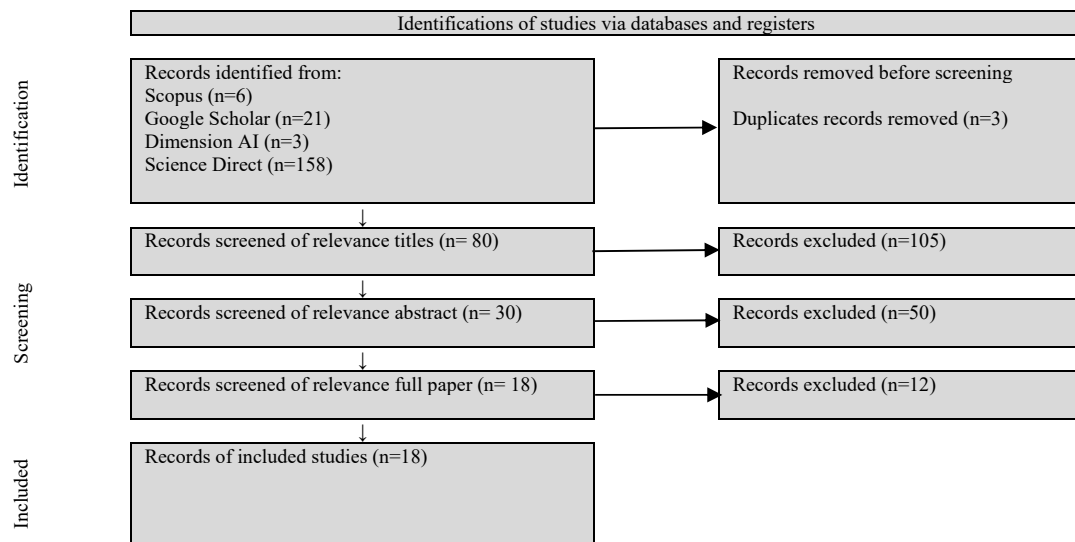 Identifications of studies via databases and registers
Identification
Records identified from:
Scopus (n=6)
Google Scholar (n=21)
Dimension AI (n=3)
Science Direct (n=158)
Records removed before screening
Duplicates records removed (n=3)
↓
Screening
Records screened of relevance titles (n= 80)
Records excluded (n=105)
↓
Records screened of relevance abstract (n= 30)
Records excluded (n=50)
↓
Records screened of relevance full paper (n= 18)
Records excluded (n=12)
↓
Included
Records of included studies (n=18)